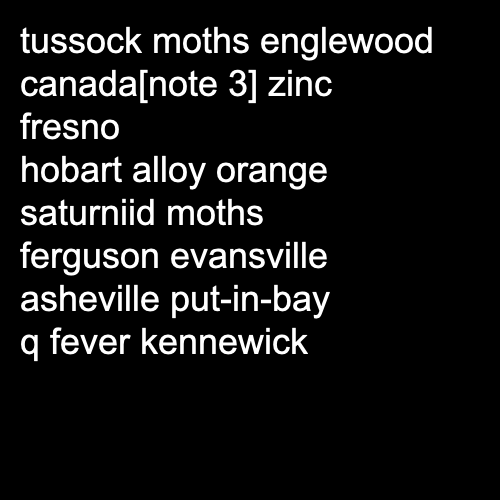 tussock moths englewood
canada[note 3] zinc
fresno
hobart alloy orange
saturniid moths
ferguson evansville
asheville put-in-bay
q fever kennewick